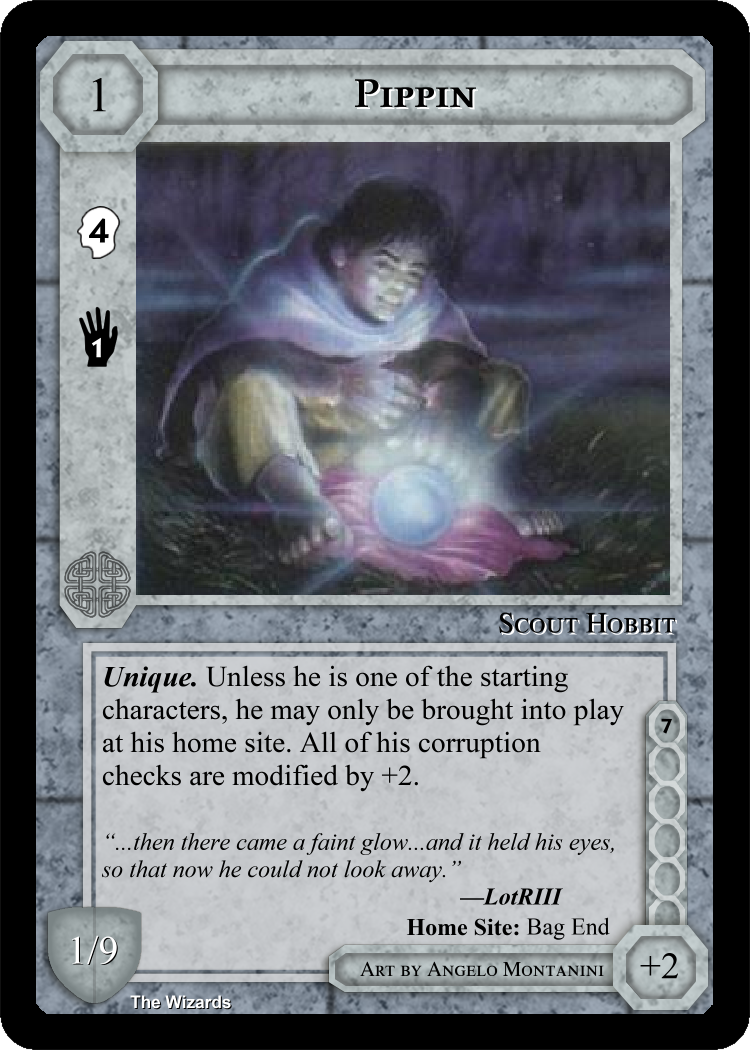 1
Pippin
4
1
Scout Hobbit
Unique. Unless he is one of the starting
characters, he may only be brought into play
at his home site. All of his corruption
checks are modified by +2.
7
“...then there came a faint glow...and it held his eyes,
so that now he could not look away.”
—LotRIII
Home Site: Bag End
1/9
Art by Angelo Montanini
+2
The Wizards